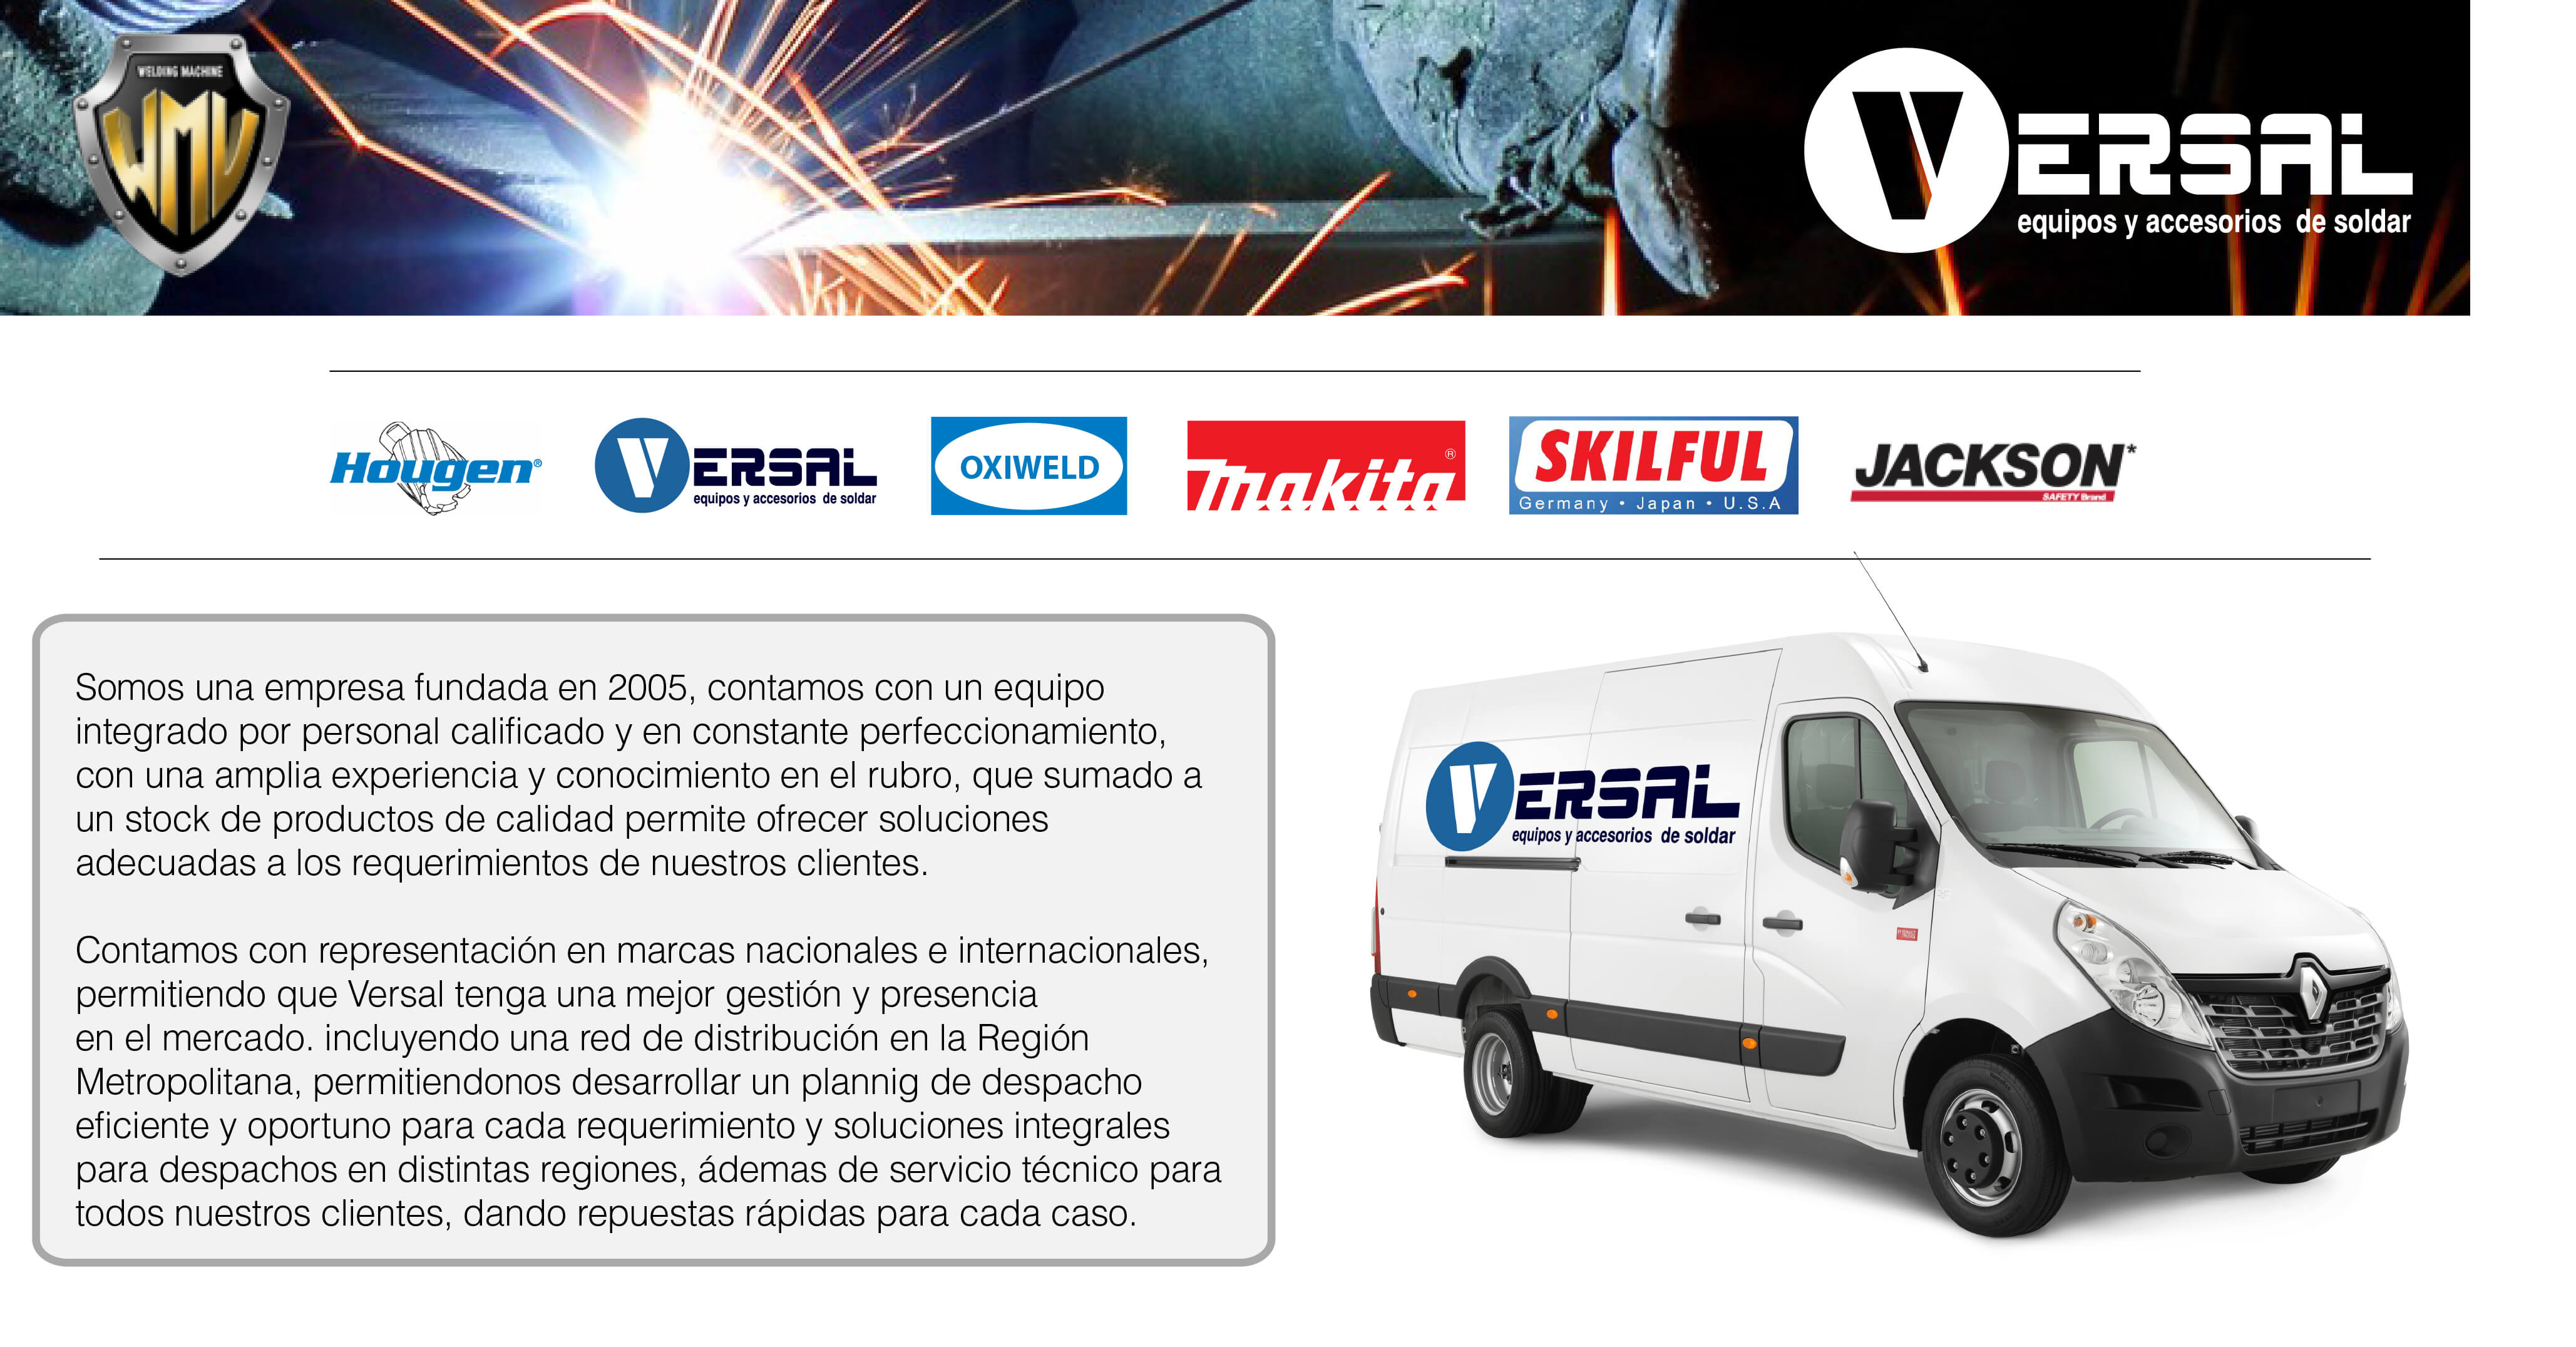 WELDING MACHINE
WMV
VERSAL
equipos y accesorios de soldar
Hougen®
VERSAL
equipos y accesorios de soldar
OXIWELD
makita®
SKILFUL
Germany • Japan • U.S.A
JACKSON*
SAFETY Brand
Somos una empresa fundada en 2005, contamos con un equipo
integrado por personal calificado y en constante perfeccionamiento,
con una amplia experiencia y conocimiento en el rubro, que sumado a
un stock de productos de calidad permite ofrecer soluciones
adecuadas a los requerimientos de nuestros clientes.
Contamos con representación en marcas nacionales e internacionales,
permitiendo que Versal tenga una mejor gestión y presencia
en el mercado. incluyendo una red de distribución en la Región
Metropolitana, permitiendonos desarrollar un plannig de despacho
eficiente y oportuno para cada requerimiento y soluciones integrales
para despachos en distintas regiones, ádemas de servicio técnico para
todos nuestros clientes, dando repuestas rápidas para cada caso.
VERSAL
equipos y accesorios de soldar